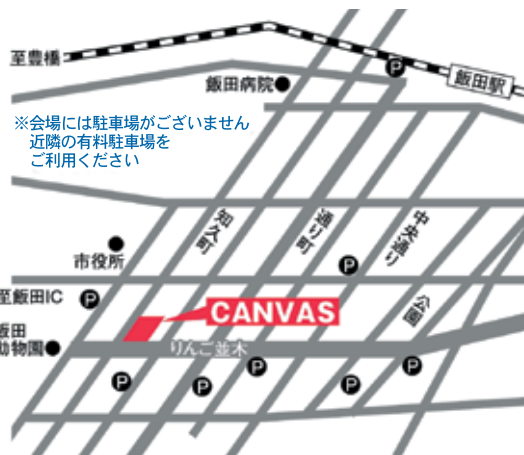 至豊橋
飯田駅
P
飯田病院
※会場には駐車場がございません
近隣の有料駐車場を
ご利用ください
知久町
通り町
中央通り
市役所
P
至飯田IC
P
公園
CANVAS
飯田
動物園
りんご並木
P
P
P
P
P